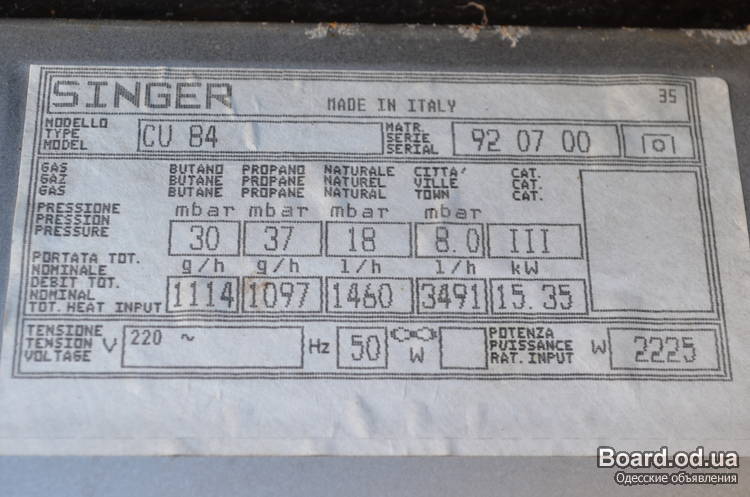 SINGER MADE IN ITALY 35
MODELLO
TYPE
MODEL
CU 84
MATR.
SERIE
SERIAL
92 07 00
GAS BUTANO PROPANO NATURALE CITTA' CAT.
GAZ BUTANE PROPANE NATUREL VILLE CAT.
GAS BUTANE PROPANE NATURAL TOWN CAT.
PRESSIONE
PRESSION
PRESSURE
mbar mbar mbar mbar
30 37 18 8.0 III
PORTATA TOT.
NOMINALE
DEBIT TOT.
NOMINAL
TOT. HEAT INPUT
g/h g/h l/h l/h kW
1114 1097 1460 3491 15.35
TENSIONE
TENSION
VOLTAGE
V 220 ~ Hz 50 W
POTENZA
PUISSANCE
RAT. INPUT
W 2225
Board.od.ua
Одесские объявления